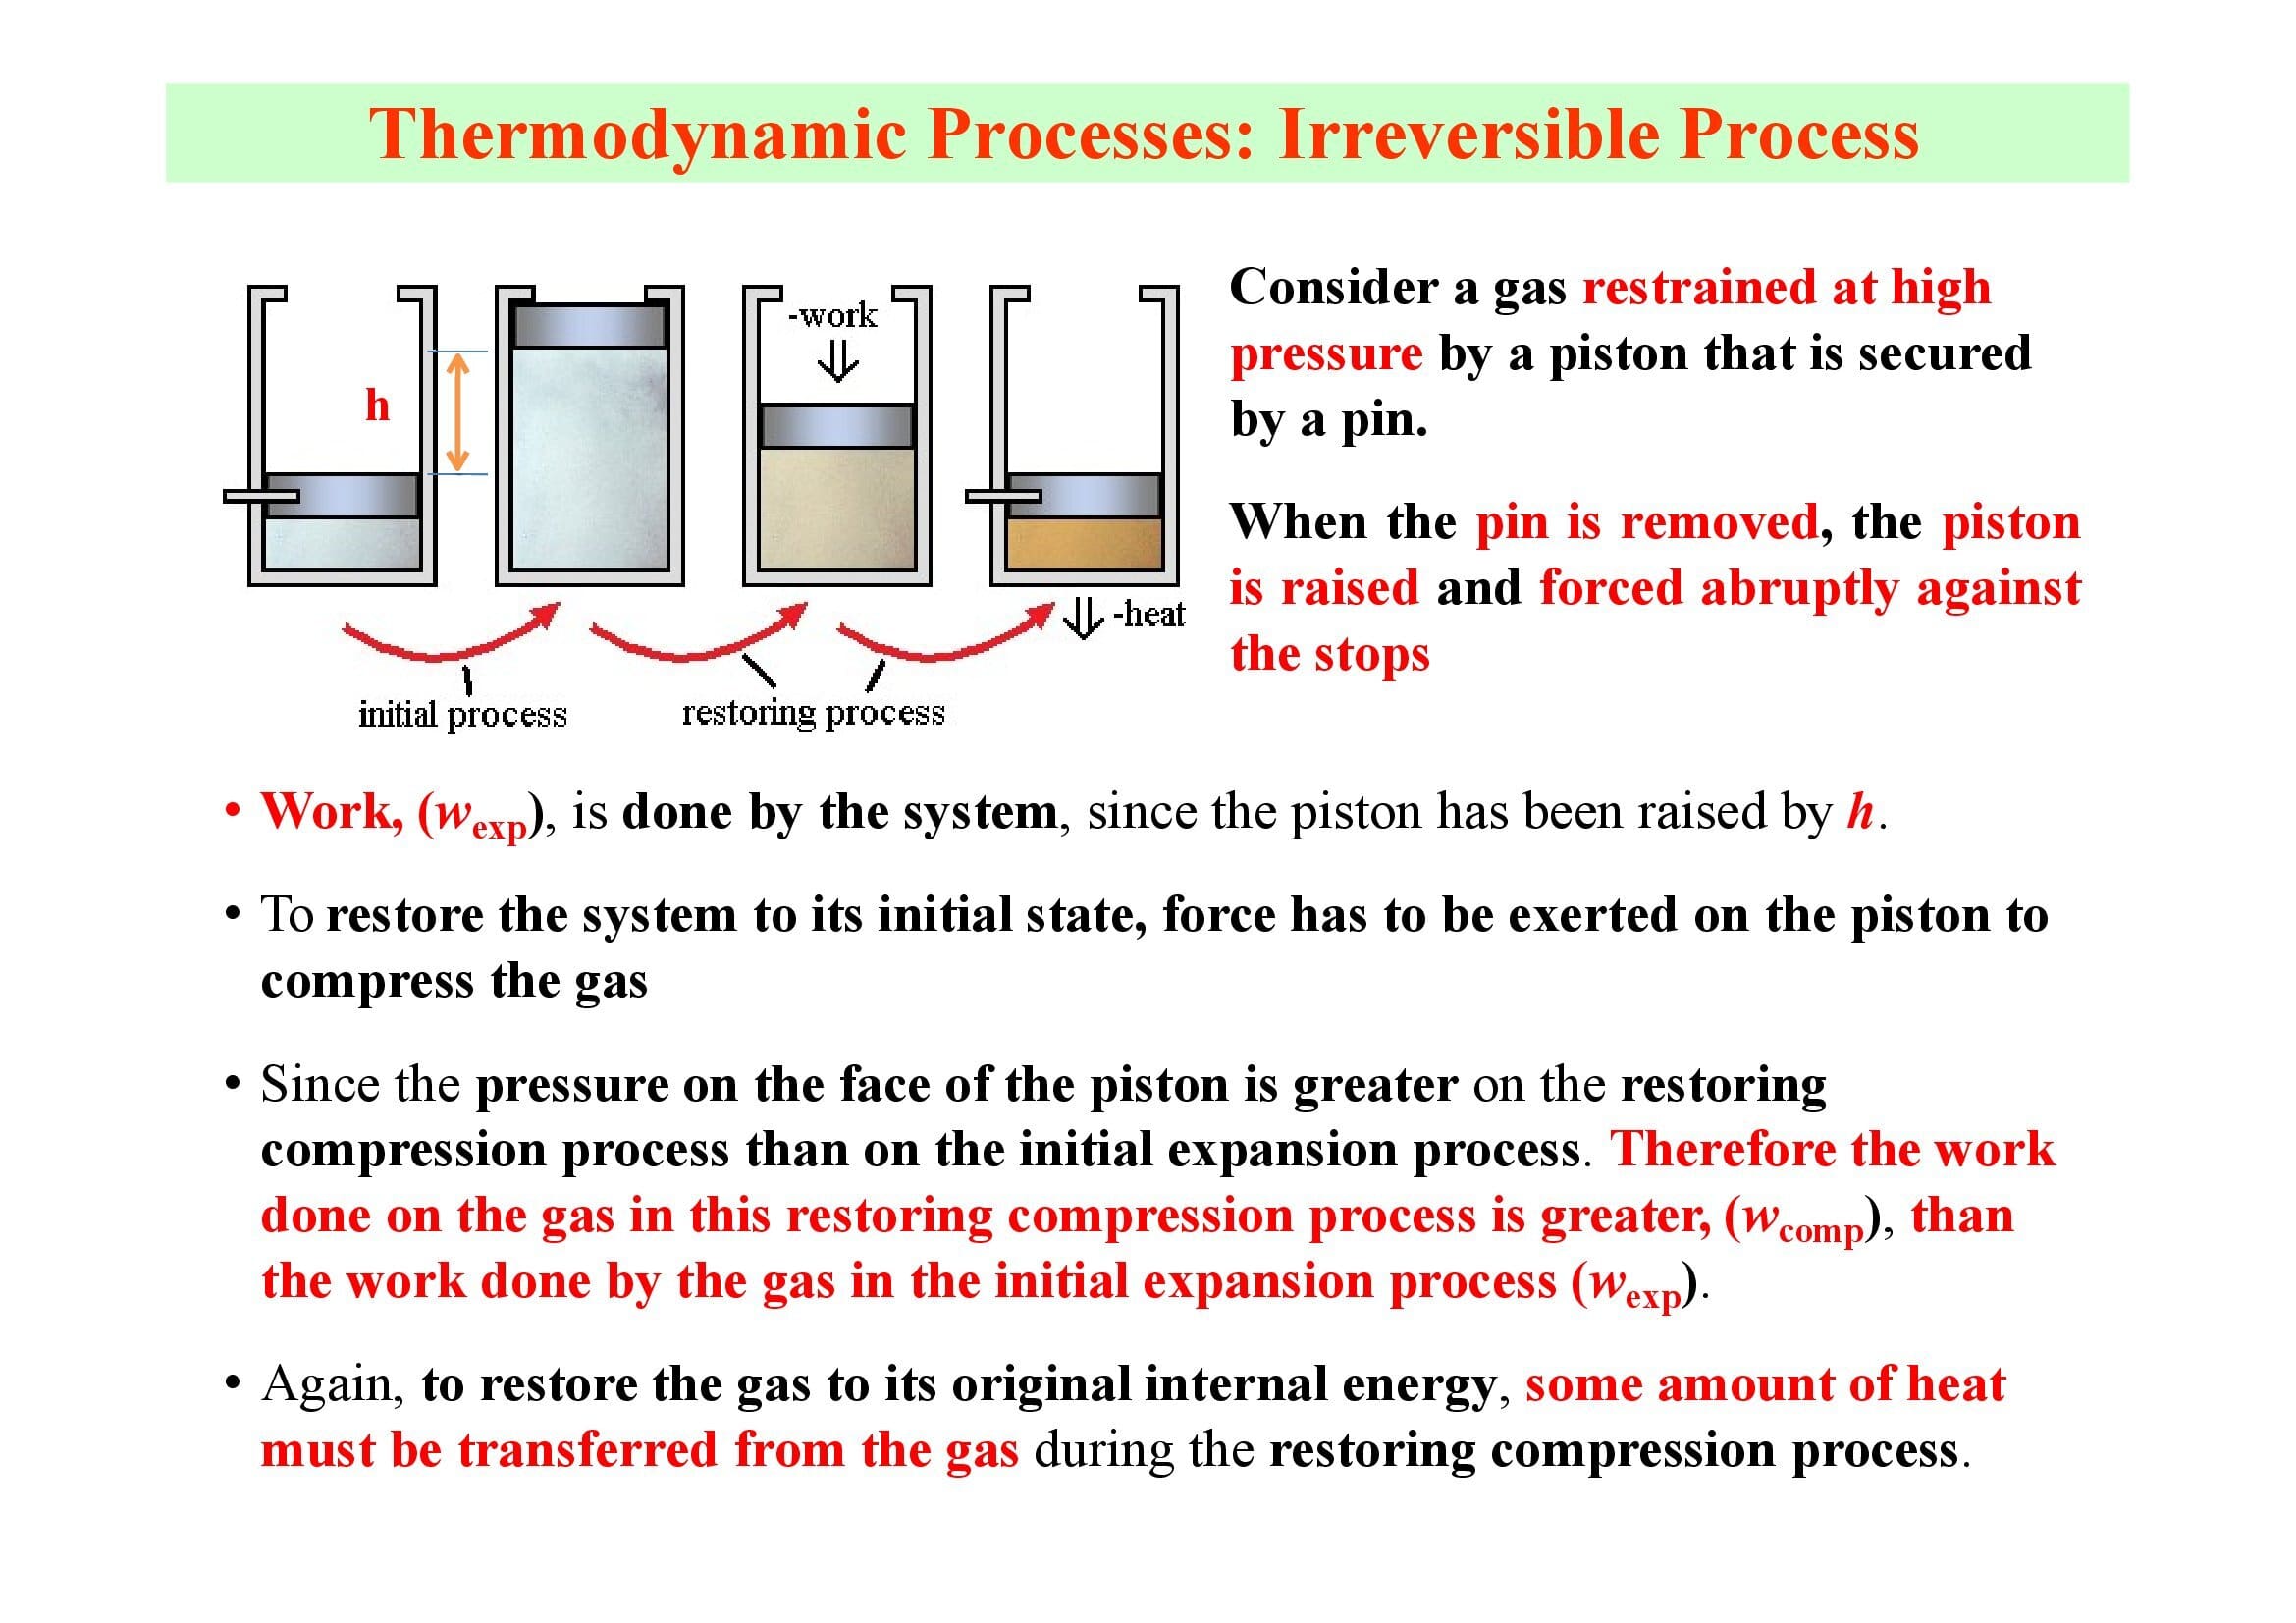 Thermodynamic Processes: Irreversible Process
-work
h
-heat
initial process
restoring process
Consider a gas restrained at high
pressure by a piston that is secured
by a pin.
When the pin is removed, the piston
is raised and forced abruptly against
the stops
• Work, (wexp), is done by the system, since the piston has been raised by h.
• To restore the system to its initial state, force has to be exerted on the piston to
compress the gas
• Since the pressure on the face of the piston is greater on the restoring
compression process than on the initial expansion process. Therefore the work
done on the gas in this restoring compression process is greater, (wcomp), than
the work done by the gas in the initial expansion process (wexp).
• Again, to restore the gas to its original internal energy, some amount of heat
must be transferred from the gas during the restoring compression process.